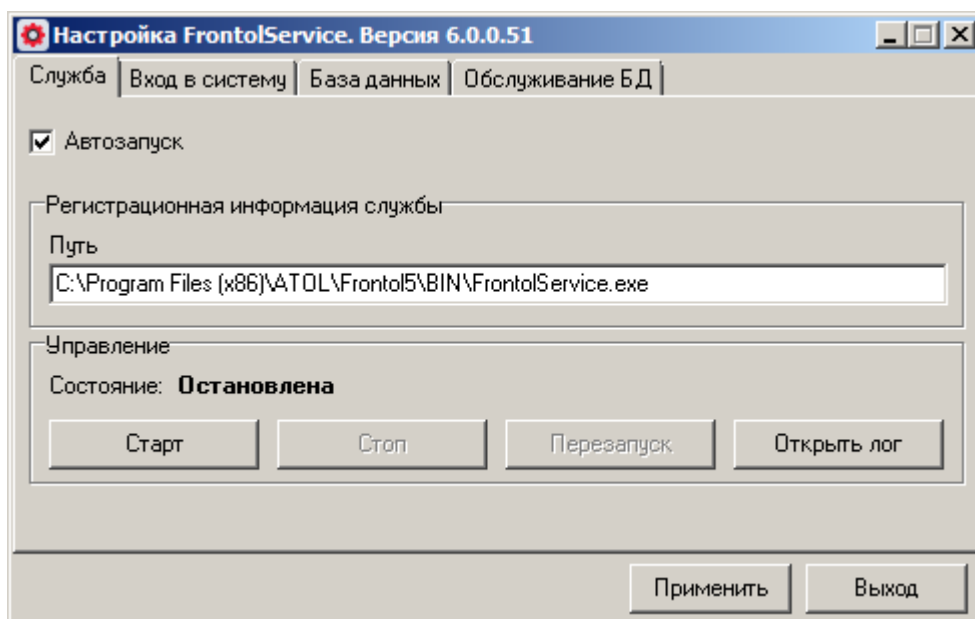 Настройка FrontolService. Версия 6.0.0.51
Служба Вход в систему База данных Обслуживание БД
Автозапуск
Регистрационная информация службы
Путь
C:\Program Files (x86)\ATOL\Frontol5\BIN\FrontolService.exe
Управление
Состояние: Остановлена
Старт Стоп Перезапуск Открыть лог
Применить Выход